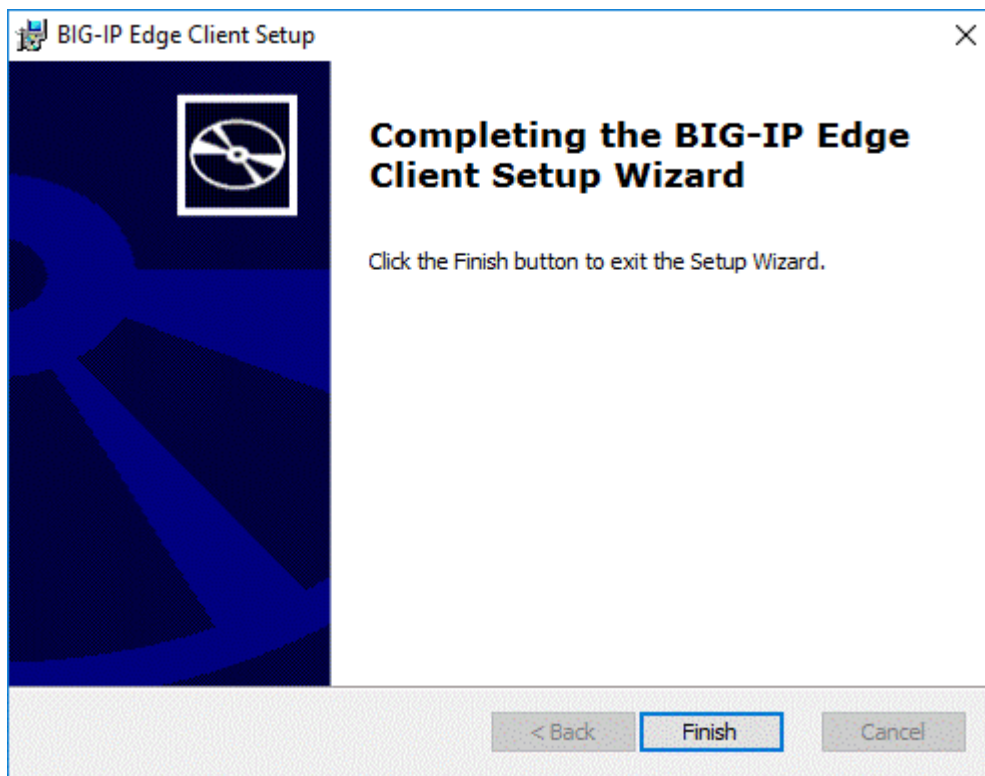 BIG-IP Edge Client Setup
Completing the BIG-IP Edge
Client Setup Wizard
Click the Finish button to exit the Setup Wizard.
< Back Finish Cancel